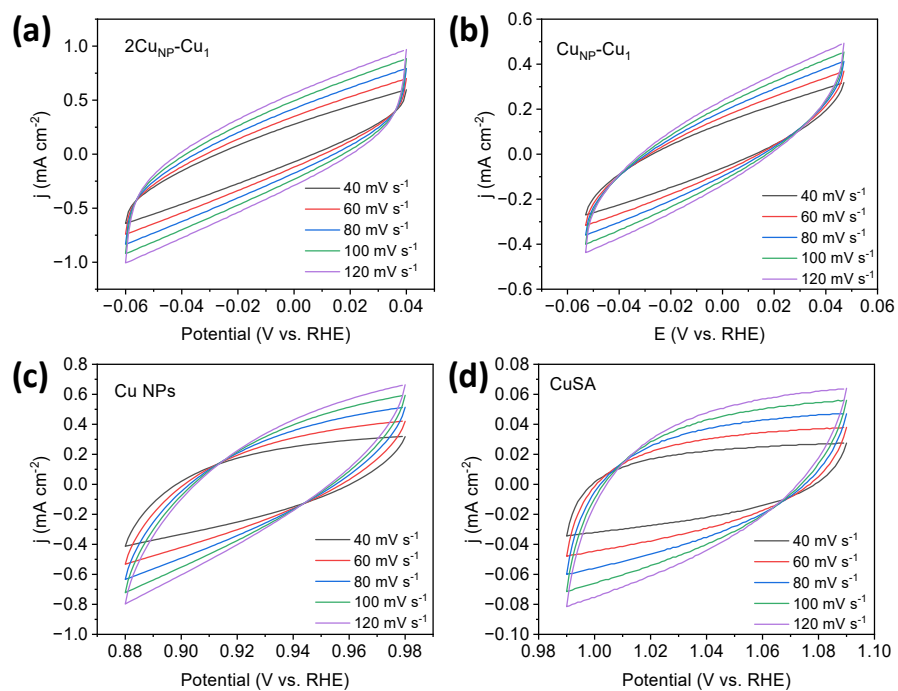 (a)
2Cu_NP-Cu_1
j (mA cm⁻²)
1.0
0.5
0.0
−0.5
−1.0
40 mV s⁻¹
60 mV s⁻¹
80 mV s⁻¹
100 mV s⁻¹
120 mV s⁻¹
−0.06 −0.04 −0.02 0.00 0.02 0.04
Potential (V vs. RHE)
(b)
Cu_NP-Cu_1
j (mA cm⁻²)
0.6
0.4
0.2
0.0
−0.2
−0.4
−0.6
40 mV s⁻¹
60 mV s⁻¹
80 mV s⁻¹
100 mV s⁻¹
120 mV s⁻¹
−0.06 −0.04 −0.02 0.00 0.02 0.04 0.06
E (V vs. RHE)
(c)
Cu NPs
j (mA cm⁻²)
0.8
0.6
0.4
0.2
0.0
−0.2
−0.4
−0.6
−0.8
−1.0
40 mV s⁻¹
60 mV s⁻¹
80 mV s⁻¹
100 mV s⁻¹
120 mV s⁻¹
0.88 0.90 0.92 0.94 0.96 0.98
Potential (V vs. RHE)
(d)
CuSA
j (mA cm⁻²)
0.08
0.06
0.04
0.02
0.00
−0.02
−0.04
−0.06
−0.08
−0.10
40 mV s⁻¹
60 mV s⁻¹
80 mV s⁻¹
100 mV s⁻¹
120 mV s⁻¹
0.98 1.00 1.02 1.04 1.06 1.08 1.10
Potential (V vs. RHE)